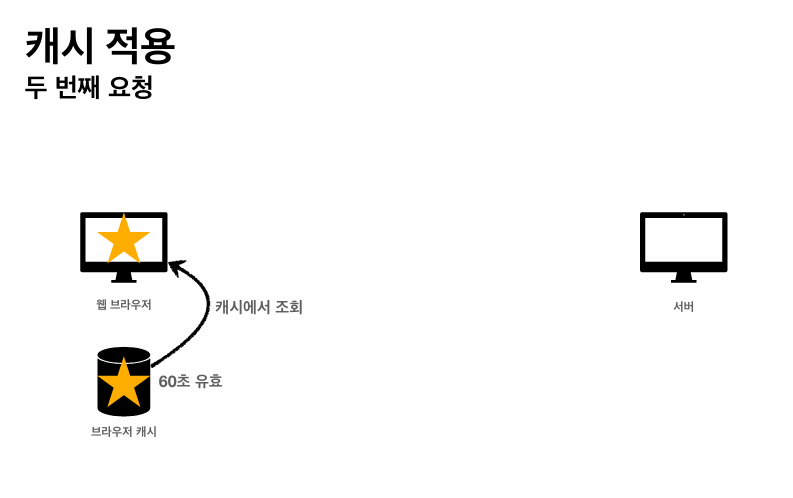 캐시 적용
두 번째 요청
웹 브라우저
캐시에서 조회
서버
60초 유효
브라우저 캐시